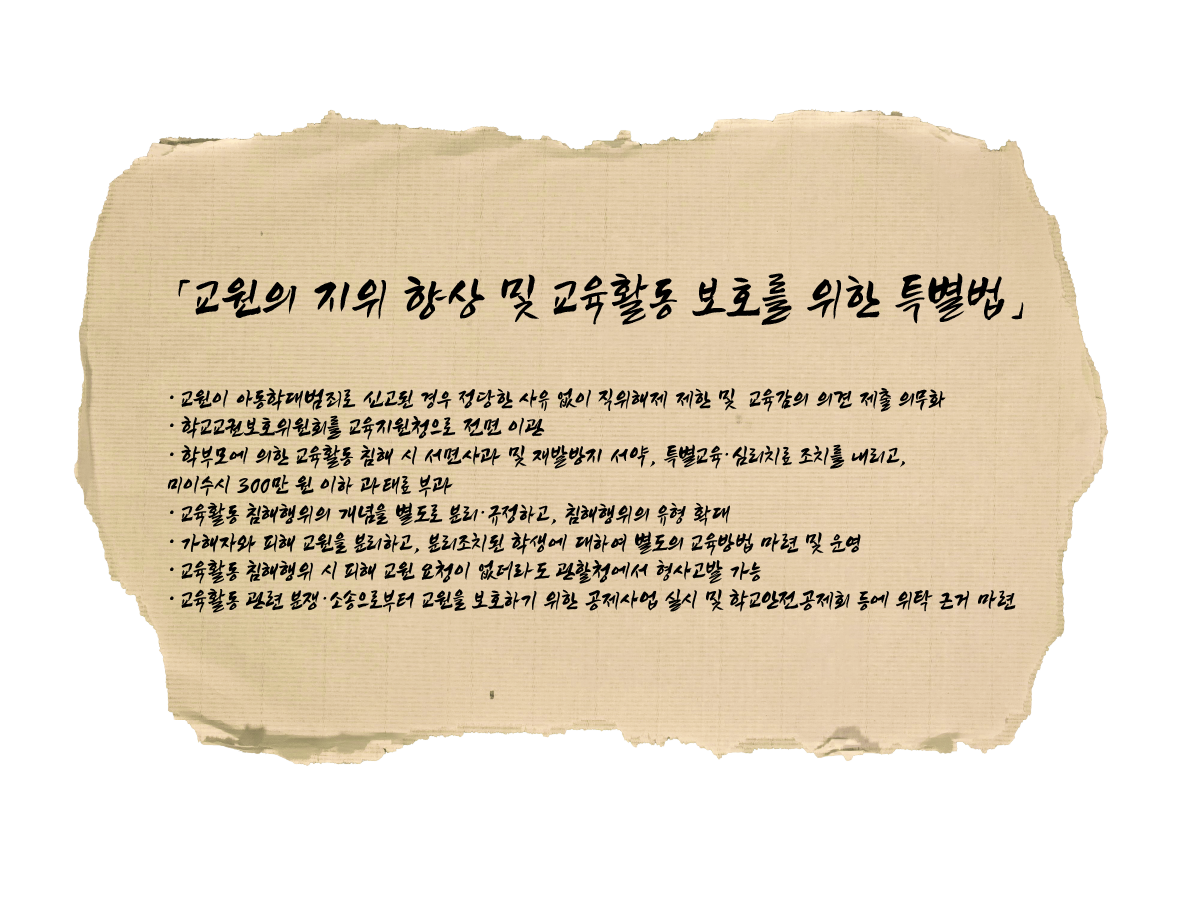 「교원의 지위 향상 및 교육활동 보호를 위한 특별법」
· 교원이 아동학대범죄로 신고된 경우 정당한 사유 없이 직위해제 제한 및 교육감의 의견 제출 의무화
· 학교교권보호위원회를 교육지원청으로 전면 이관
· 학부모에 의한 교육활동 침해 시 서면사과 및 재발방지 서약, 특별교육·심리치료 조치를 내리고,
미이수시 300만 원 이하 과태료 부과
· 교육활동 침해행위의 개념을 별도로 분리·규정하고, 침해행위의 유형 확대
· 가해자와 피해 교원을 분리하고, 분리조치된 학생에 대하여 별도의 교육방법 마련 및 운영
· 교육활동 침해행위 시 피해 교원 요청이 없더라도 관할청에서 형사고발 가능
· 교육활동 관련 분쟁·소송으로부터 교원을 보호하기 위한 공제사업 실시 및 학교안전공제회 등에 위탁 근거 마련